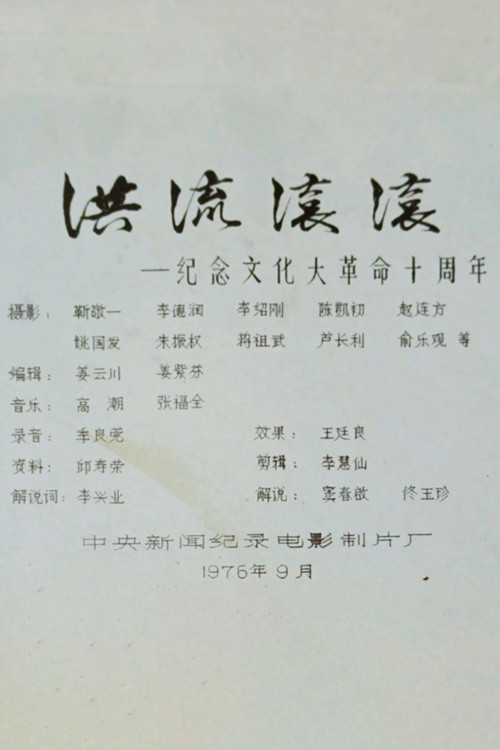 洪流滚滚
—纪念文化大革命十周年
摄影：靳敬一 李德润 李绍刚 陈凯初 赵连方
姚国发 朱振权 蒋祖武 芦长利 俞乐观 等
编辑：姜云川 姜紫芬
音乐：高潮 张福全
录音：季良尧 效果：王廷良
资料：邱寿荣 剪辑：李慧仙
解说词：李兴业 解说：窦春啟 佟玉珍
中央新闻纪录电影制片厂
1976年9月